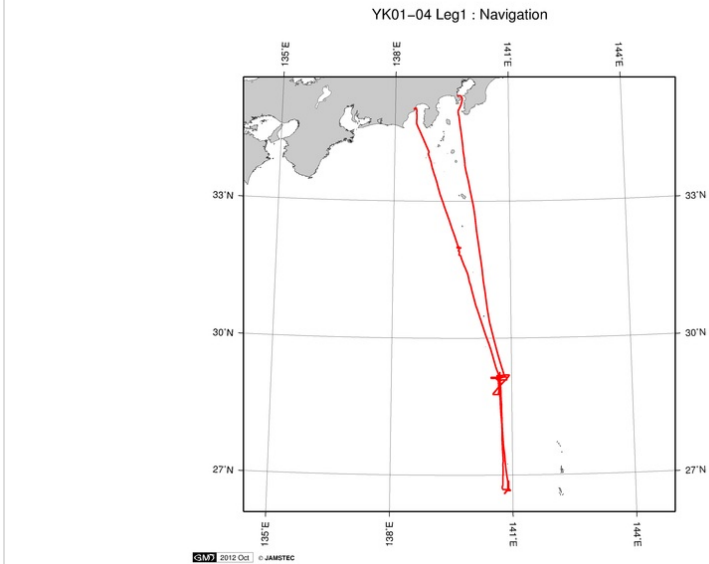 YK01–04 Leg1 : Navigation
135˚E 138˚E 141˚E 144˚E
33˚N 33˚N
30˚N 30˚N
27˚N 27˚N
135˚E 138˚E 141˚E 144˚E
GMD 2012 Oct © JAMSTEC